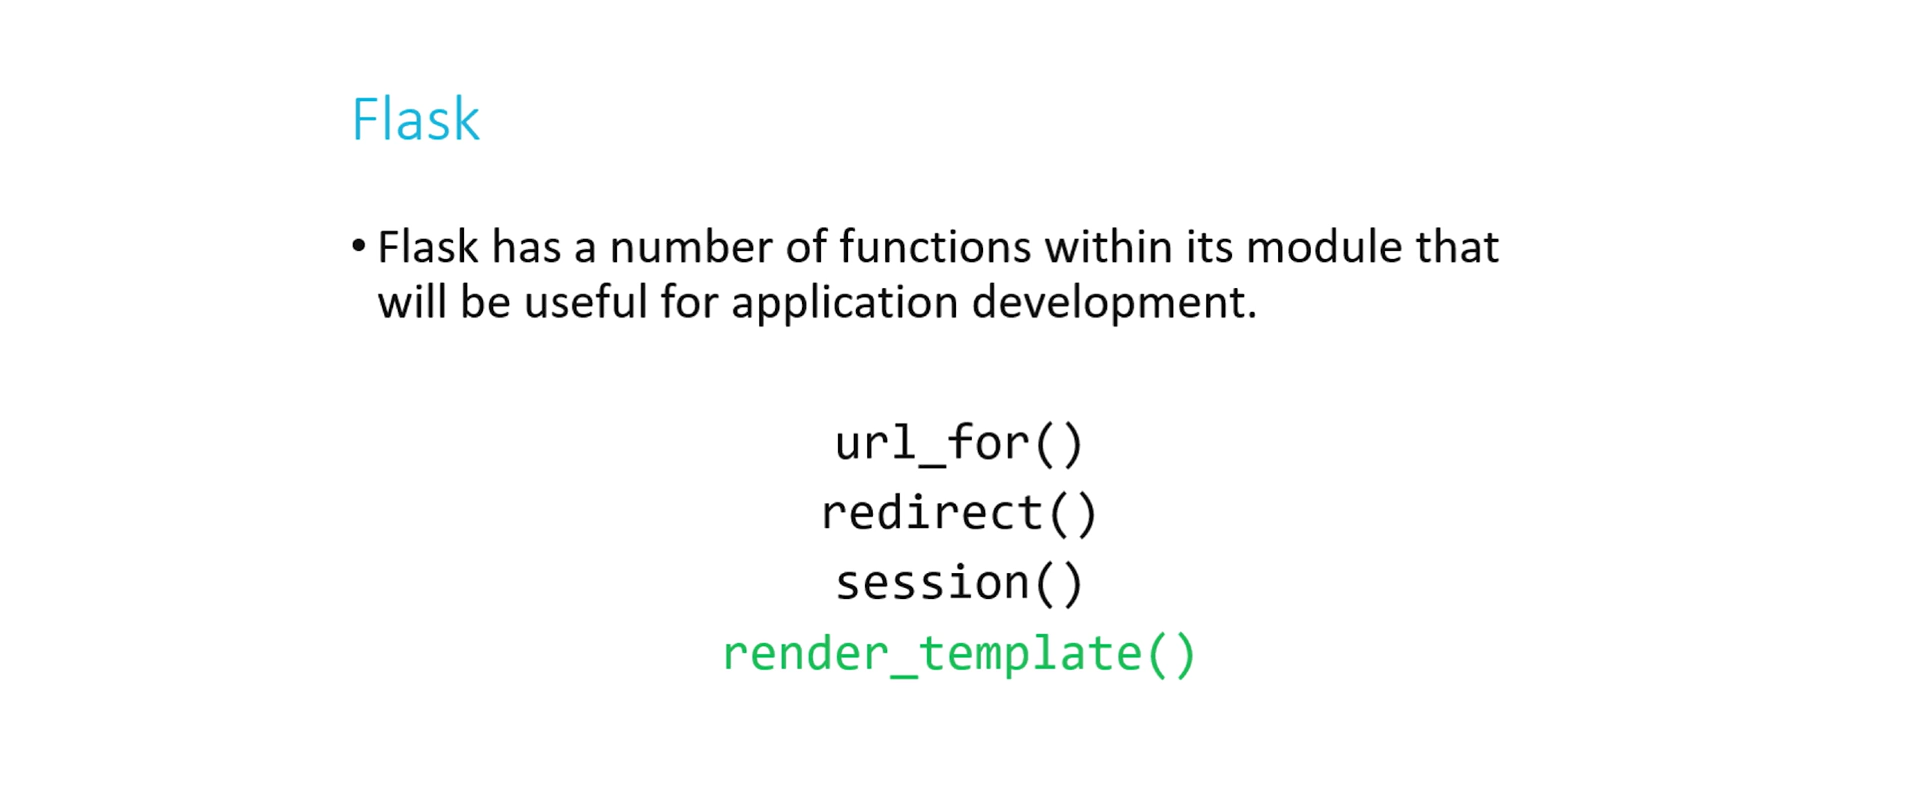 Flask
• Flask has a number of functions within its module that
will be useful for application development.
url_for()
redirect()
session()
render_template()